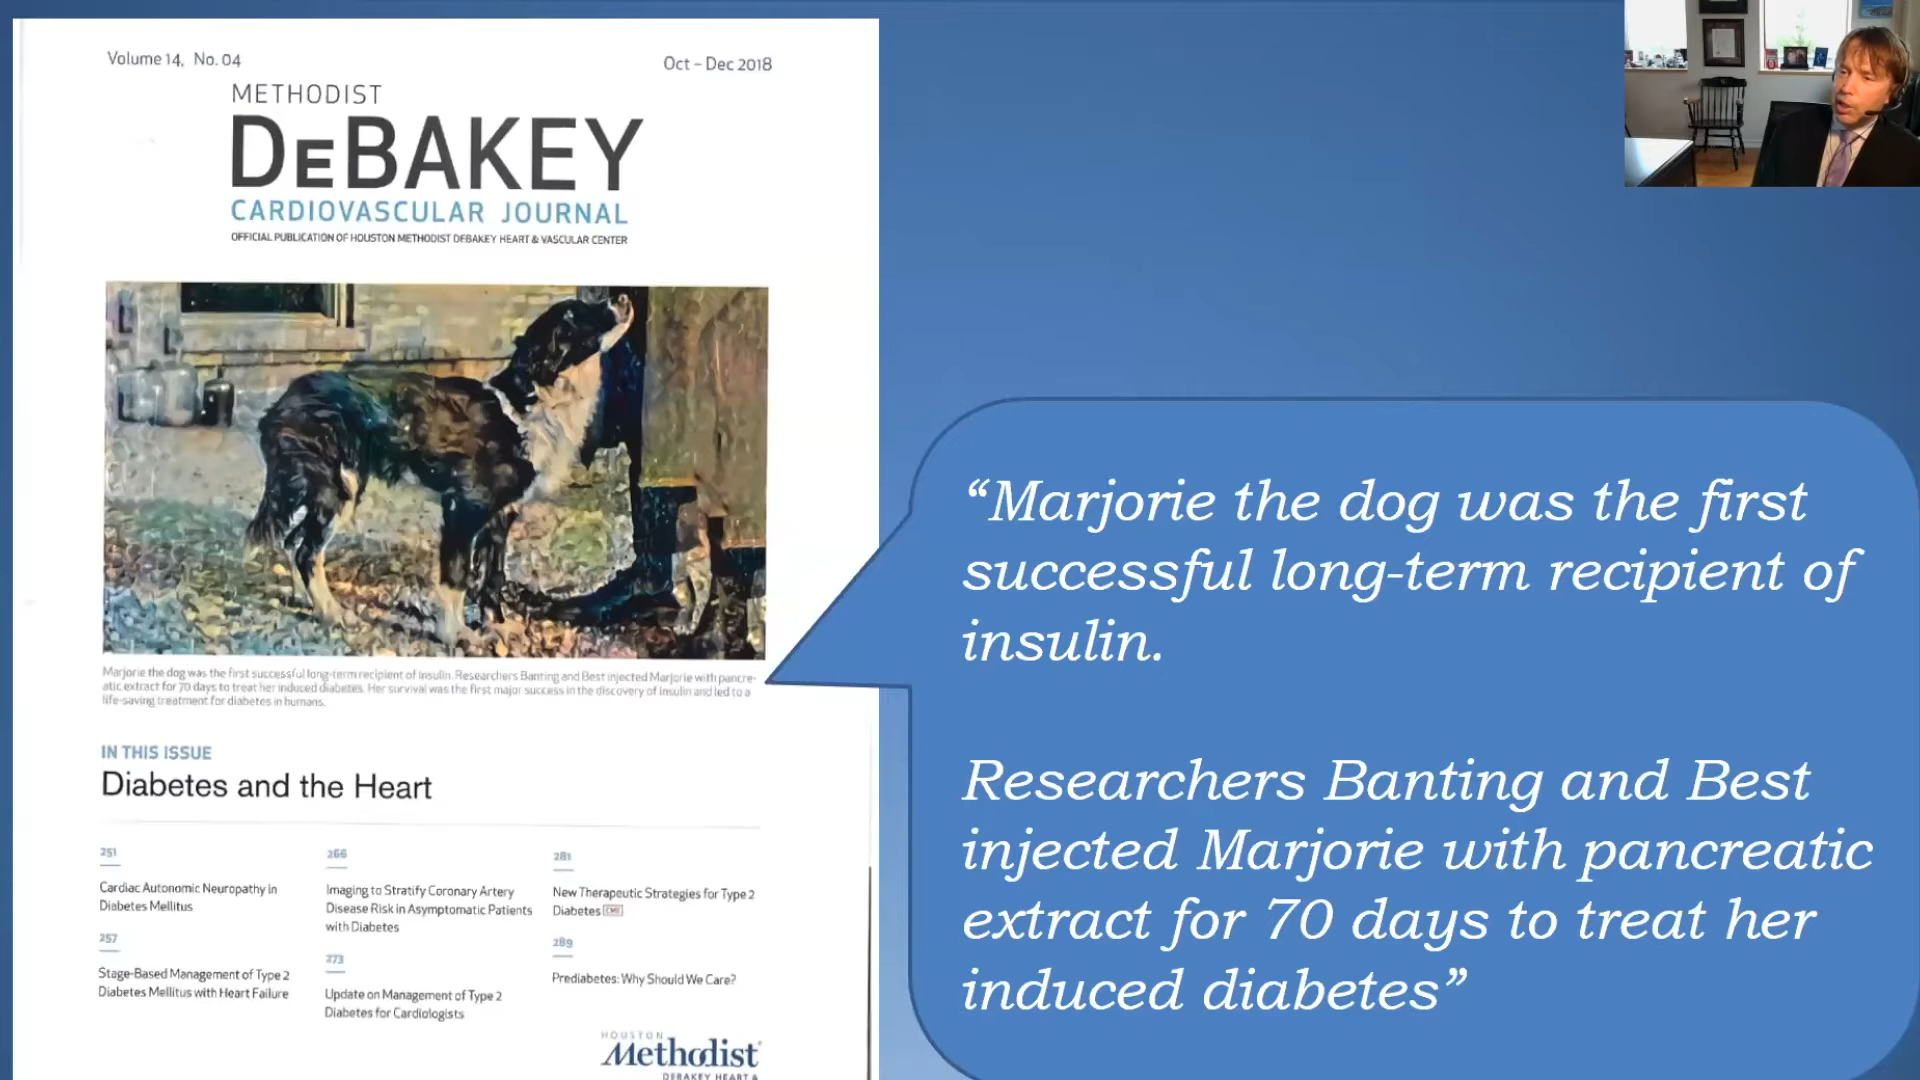 Volume 14, No. 04
Oct – Dec 2018
METHODIST
DEBAKEY
CARDIOVASCULAR JOURNAL
OFFICIAL PUBLICATION OF HOUSTON METHODIST DEBAKEY HEART & VASCULAR CENTER
Marjorie the dog was the first successful long-term recipient of insulin. Researchers Banting and Best injected Marjorie with pancre-
atic extract for 70 days to treat her induced diabetes. Her survival was the first major success in the discovery of insulin and led to a
life-saving treatment for diabetes in humans.
IN THIS ISSUE
Diabetes and the Heart
251
Cardiac Autonomic Neuropathy in
Diabetes Mellitus
257
Stage-Based Management of Type 2
Diabetes Mellitus with Heart Failure
266
Imaging to Stratify Coronary Artery
Disease Risk in Asymptomatic Patients
with Diabetes
273
Update on Management of Type 2
Diabetes for Cardiologists
281
New Therapeutic Strategies for Type 2
Diabetes CME
289
Prediabetes: Why Should We Care?
HOUSTON
Methodist
DEBAKEY HEART &
“Marjorie the dog was the first
successful long-term recipient of
insulin.
Researchers Banting and Best
injected Marjorie with pancreatic
extract for 70 days to treat her
induced diabetes”